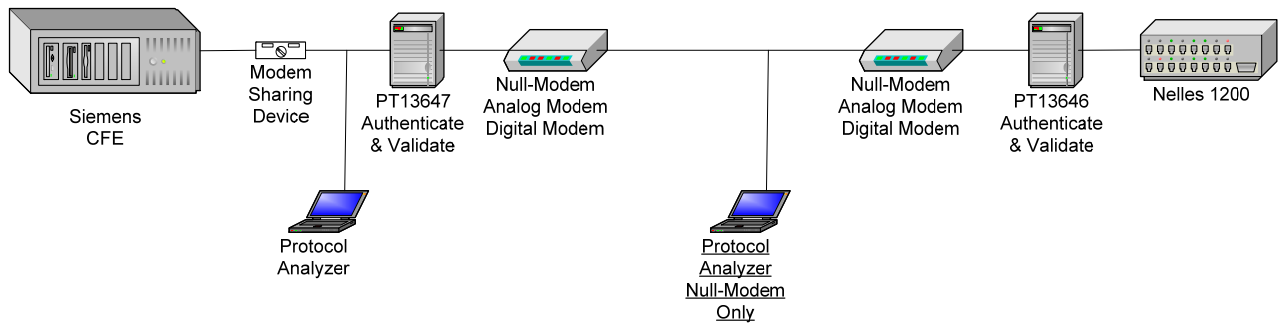 Siemens
CFE
Modem
Sharing
Device
PT13647
Authenticate
& Validate
Null-Modem
Analog Modem
Digital Modem
Null-Modem
Analog Modem
Digital Modem
PT13646
Authenticate
& Validate
Nelles 1200
Protocol
Analyzer
Protocol
Analyzer
Null-Modem
Only